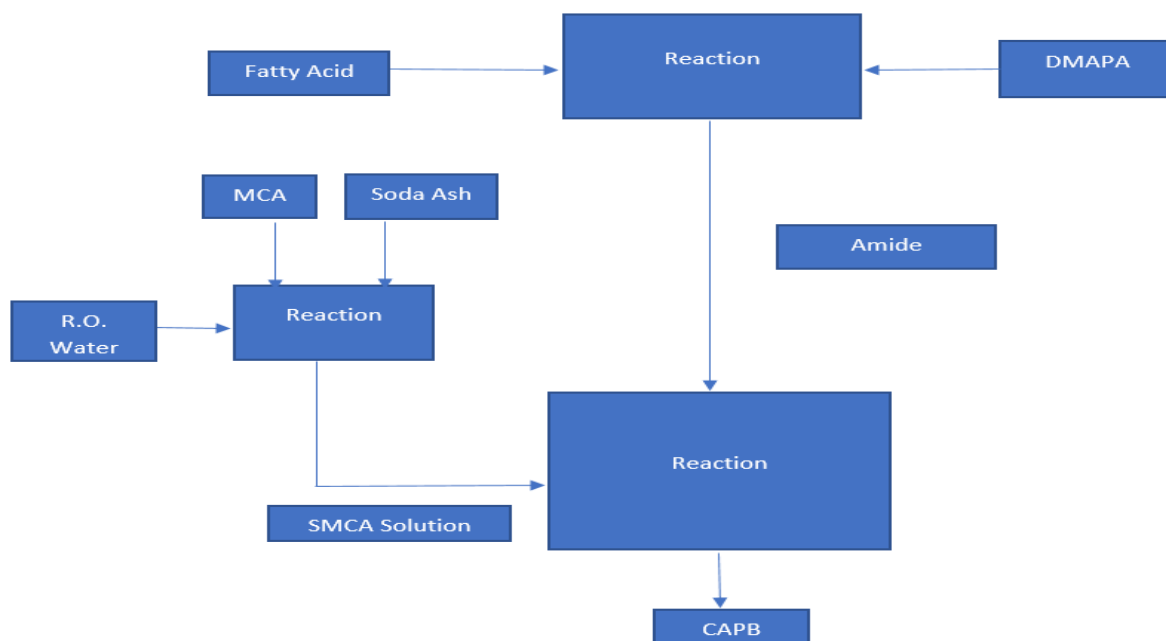 Reaction
Fatty Acid
DMAPA
MCA
Soda Ash
Amide
Reaction
R.O.
Water
Reaction
SMCA Solution
CAPB